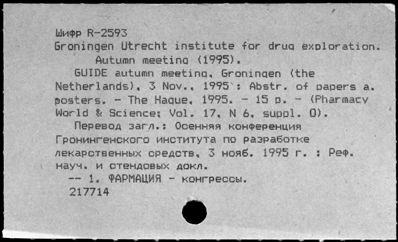 Шифр R-2593
Groningen Utrecht institute for drug exploration.
Autumn meeting (1995).
GUIDE autumn meeting, Groningen (the
Netherlands), 3 Nov., 1995 : Abstr. of papers a.
posters. - The Hague, 1995. - 15 p. - (Pharmacy
World & Science; Vol. 17, N 6, suppl. O).
Перевод загл.: Осенняя конференция
Гронингенского института по разработке
лекарственных средств, 3 нояб. 1995 г. : Реф.
науч. и стендовых докл.
-- 1. ФАРМАЦИЯ - конгрессы.
217714